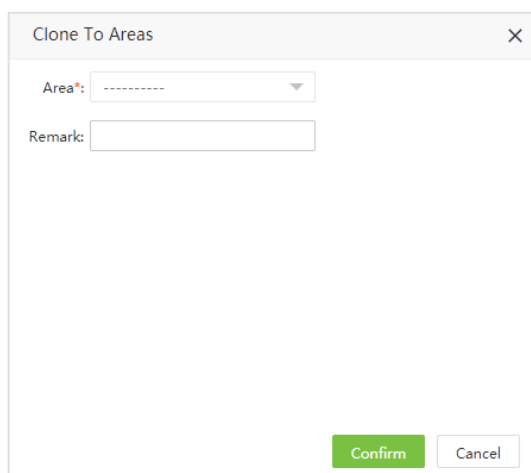 Clone To Areas
Area*: ----------
Remark:
Confirm Cancel